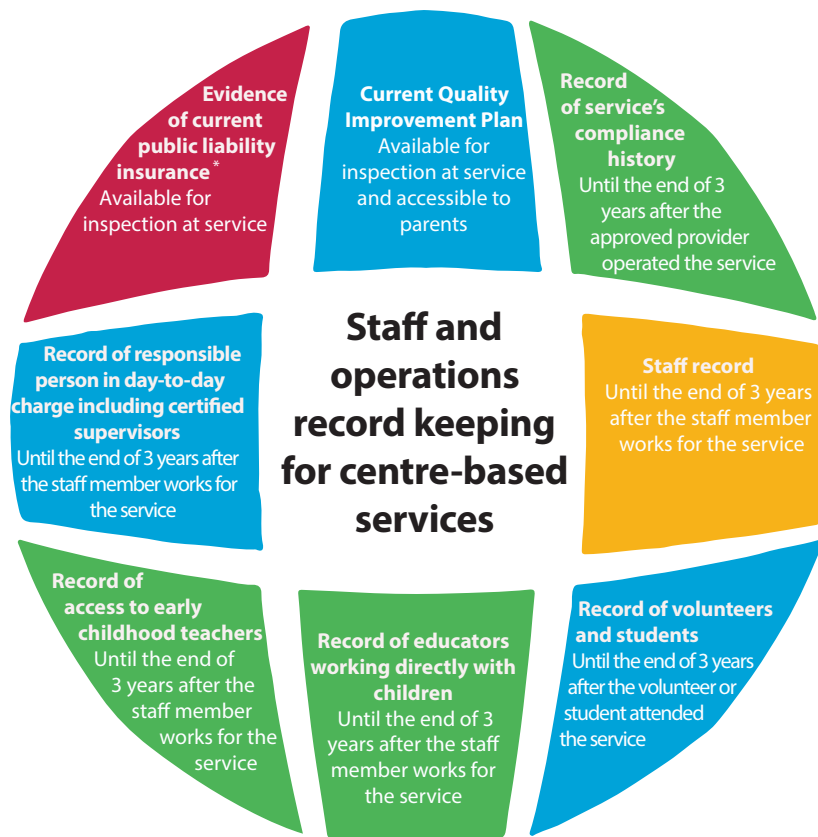 Evidence
of current
public liability
insurance*
Available for
inspection at service
Current Quality
Improvement Plan
Available for
inspection at service
and accessible to
parents
Record
of service’s
compliance
history
Until the end of 3
years after the
approved provider
operated the service
Record of responsible
person in day-to-day
charge including certified
supervisors
Until the end of 3 years after
the staff member works for
the service
Staff and
operations
record keeping
for centre-based
services
Staff record
Until the end of 3 years
after the staff member
works for the service
Record of
access to early
childhood teachers
Until the end of
3 years after the
staff member
works for the
service
Record of educators
working directly with
children
Until the end of 3
years after the staff
member works for
the service
Record of volunteers
and students
Until the end of 3 years
after the volunteer or
student attended
the service